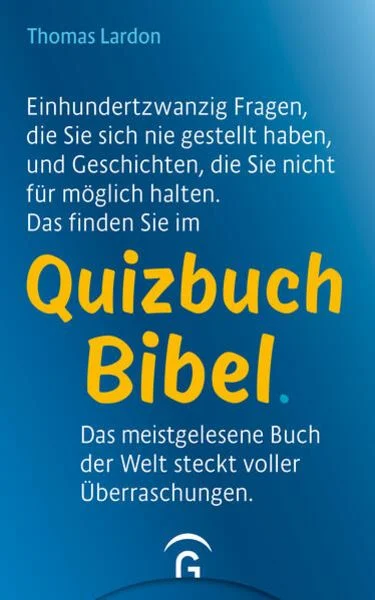 Thomas Lardon
Einhundertzwanzig Fragen,
die Sie sich nie gestellt haben,
und Geschichten, die Sie nicht
für möglich halten.
Das finden Sie im
Quizbuch
Bibel.
Das meistgelesene Buch
der Welt steckt voller
Überraschungen.
G